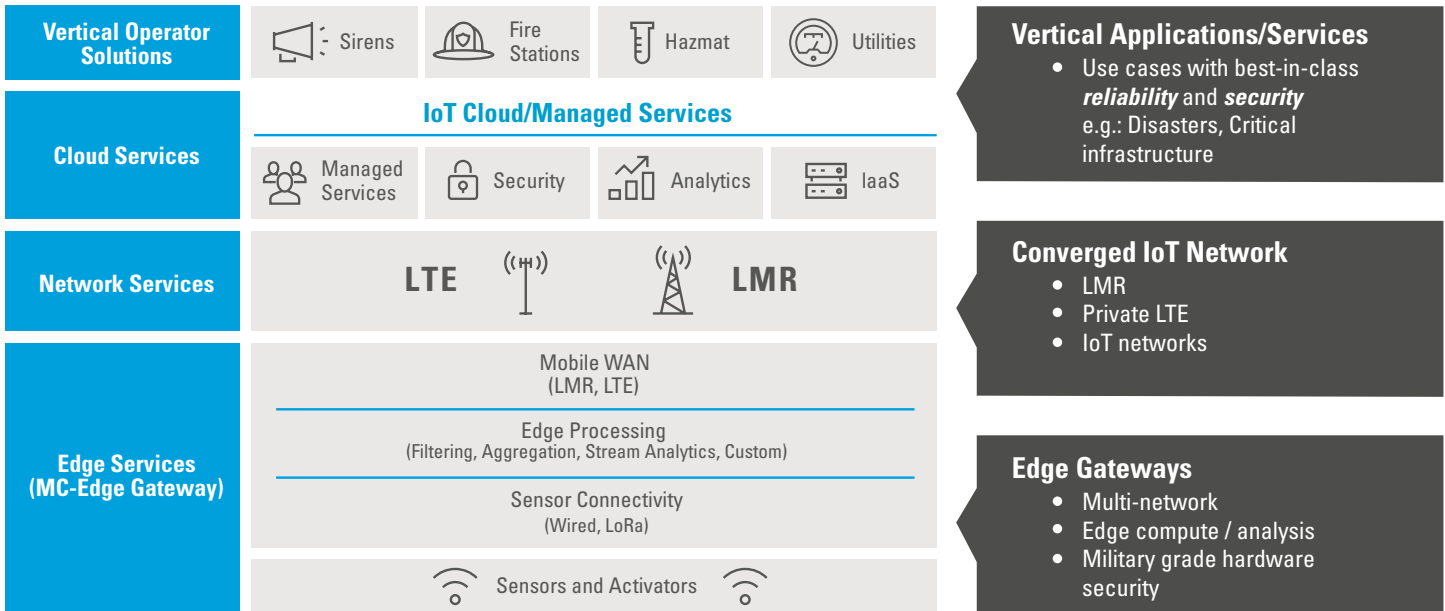 Vertical Operator
Solutions
Sirens
Fire
Stations
Hazmat
Utilities
Cloud Services
IoT Cloud/Managed Services
Managed
Services
Security
Analytics
IaaS
Network Services
LTE
LMR
Edge Services
(MC-Edge Gateway)
Mobile WAN
(LMR, LTE)
Edge Processing
(Filtering, Aggregation, Stream Analytics, Custom)
Sensor Connectivity
(Wired, LoRa)
Sensors and Activators
Vertical Applications/Services
• Use cases with best-in-class
reliability and security
e.g.: Disasters, Critical
infrastructure
Converged IoT Network
• LMR
• Private LTE
• IoT networks
Edge Gateways
• Multi-network
• Edge compute / analysis
• Military grade hardware
security